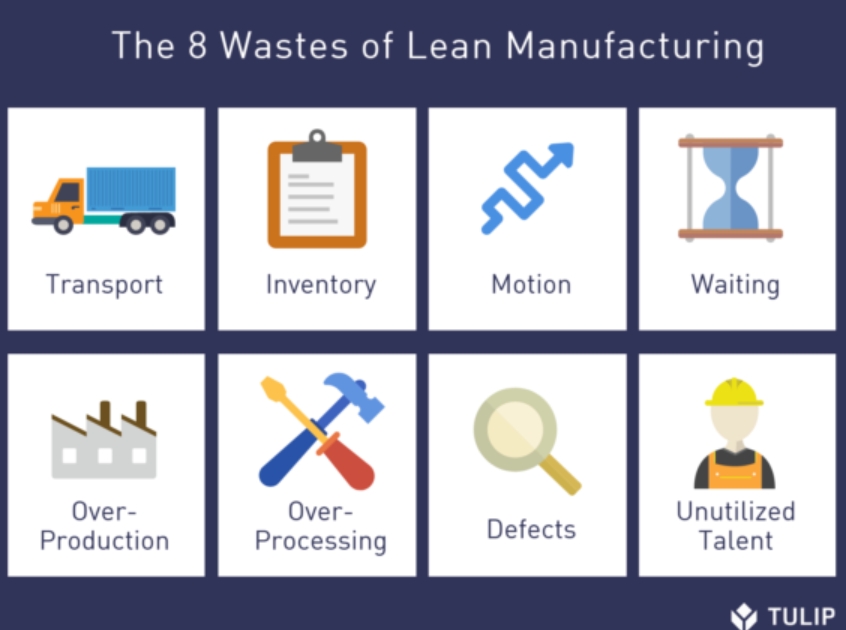 The 8 Wastes of Lean Manufacturing
Transport
Inventory
Motion
Waiting
Over-
Production
Over-
Processing
Defects
Unutilized
Talent
TULIP